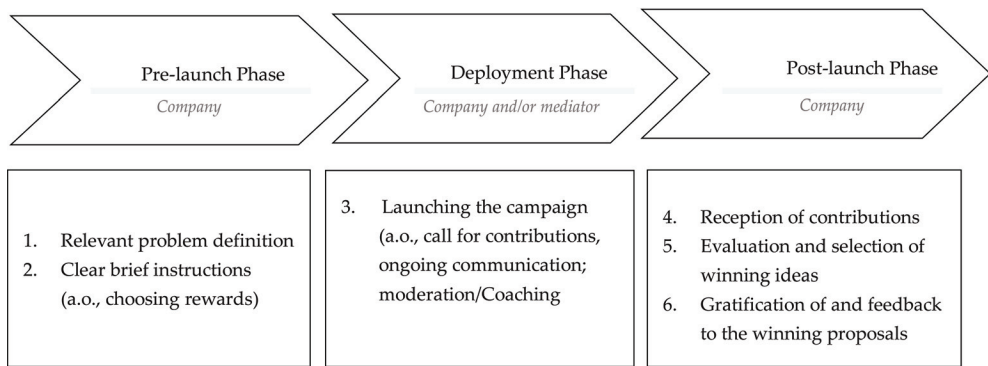 Pre-launch Phase
Company
Deployment Phase
Company and/or mediator
Post-launch Phase
Company
1. Relevant problem definition
2. Clear brief instructions
(a.o., choosing rewards)
3. Launching the campaign
(a.o., call for contributions,
ongoing communication;
moderation/Coaching
4. Reception of contributions
5. Evaluation and selection of
winning ideas
6. Gratification of and feedback
to the winning proposals